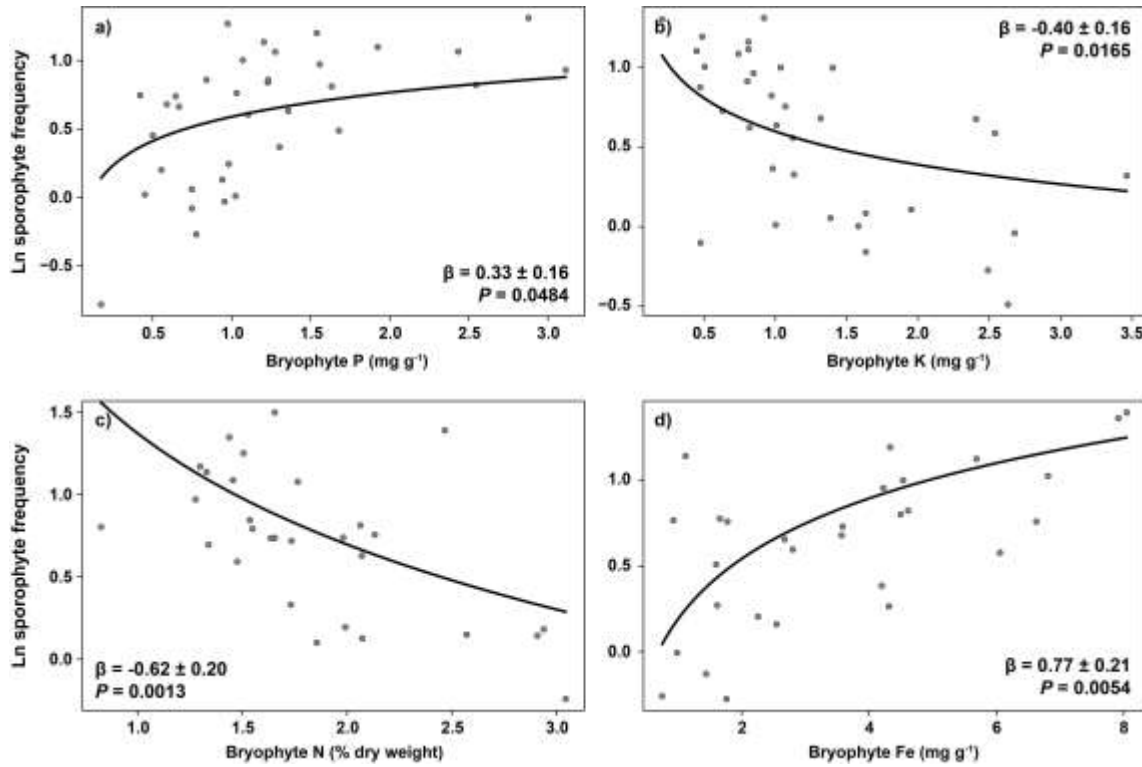 a)
Ln sporophyte frequency
1.0
0.5
0.0
−0.5
β = 0.33 ± 0.16
P = 0.0484
0.5 1.0 1.5 2.0 2.5 3.0
Bryophyte P (mg g⁻¹)
b)
β = -0.40 ± 0.16
P = 0.0165
1.0
0.5
0.0
−0.5
0.5 1.0 1.5 2.0 2.5 3.0 3.5
Bryophyte K (mg g⁻¹)
c)
Ln sporophyte frequency
1.5
1.0
0.5
0.0
β = -0.62 ± 0.20
P = 0.0013
1.0 1.5 2.0 2.5 3.0
Bryophyte N (% dry weight)
d)
1.0
0.5
0.0
β = 0.77 ± 0.21
P = 0.0054
2 4 6 8
Bryophyte Fe (mg g⁻¹)